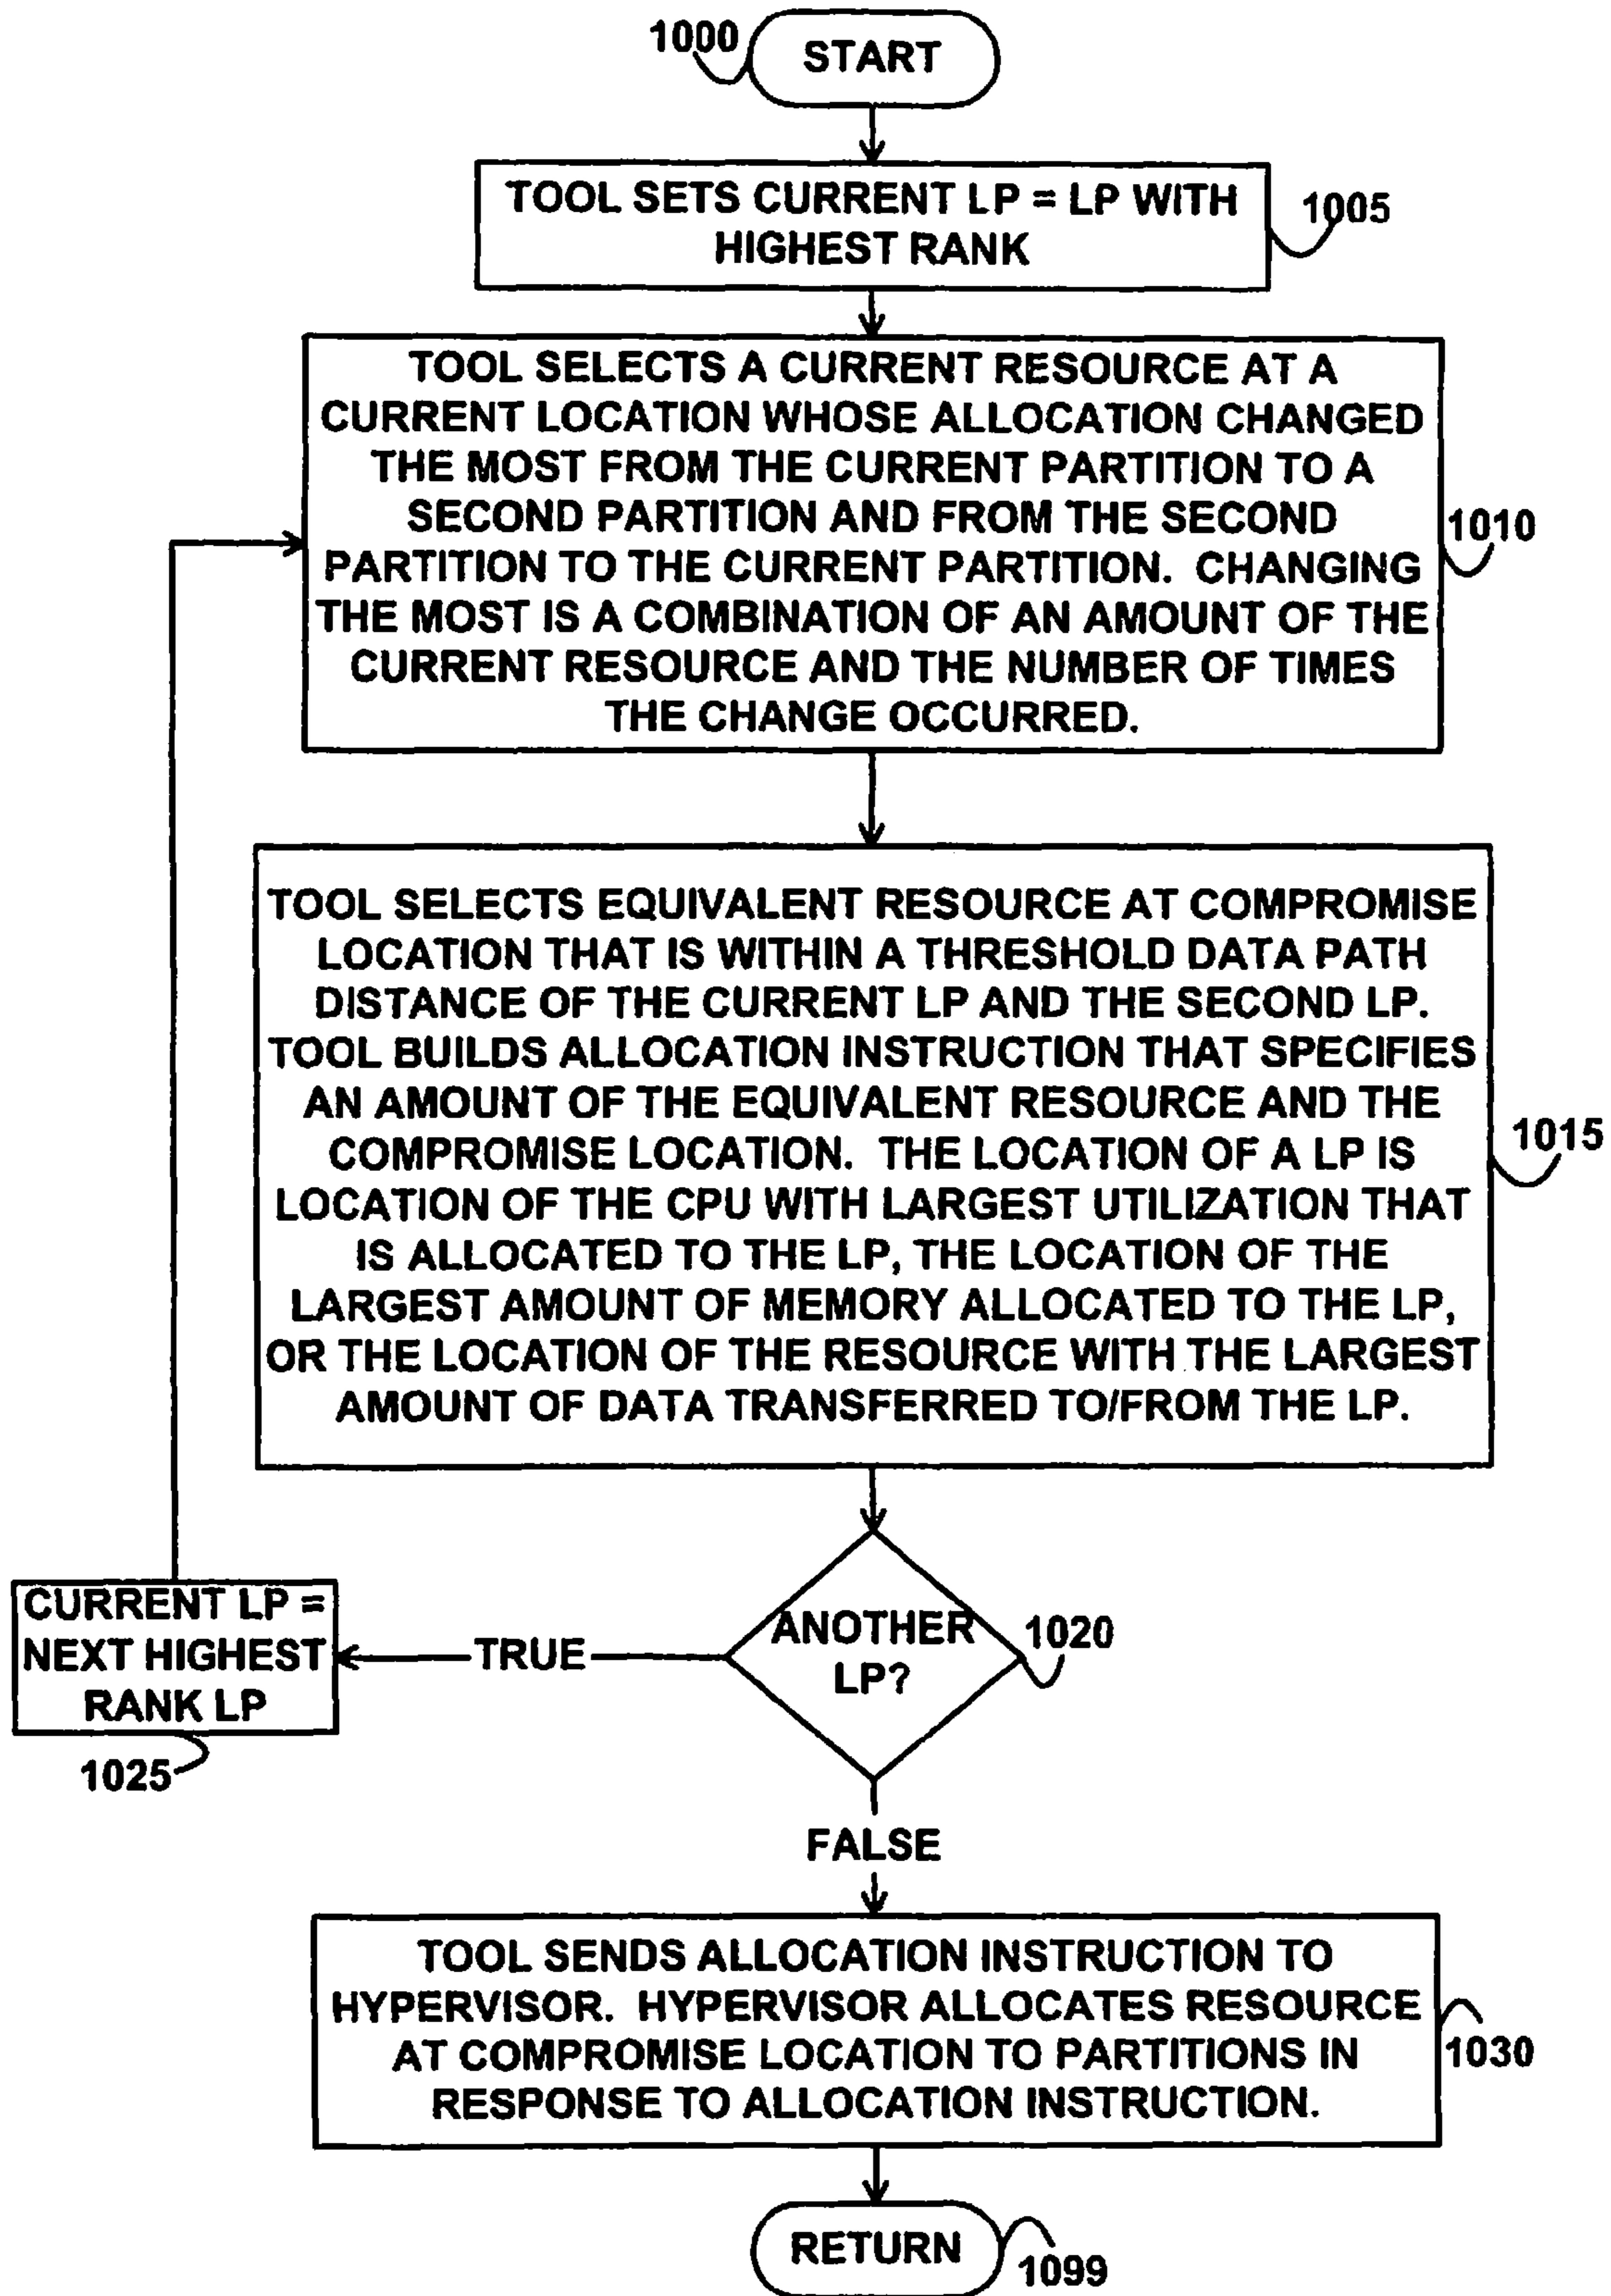 1000
START
TOOL SETS CURRENT LP = LP WITH
HIGHEST RANK
1005
TOOL SELECTS A CURRENT RESOURCE AT A
CURRENT LOCATION WHOSE ALLOCATION CHANGED
THE MOST FROM THE CURRENT PARTITION TO A
SECOND PARTITION AND FROM THE SECOND
PARTITION TO THE CURRENT PARTITION. CHANGING
THE MOST IS A COMBINATION OF AN AMOUNT OF THE
CURRENT RESOURCE AND THE NUMBER OF TIMES
THE CHANGE OCCURRED.
1010
TOOL SELECTS EQUIVALENT RESOURCE AT COMPROMISE
LOCATION THAT IS WITHIN A THRESHOLD DATA PATH
DISTANCE OF THE CURRENT LP AND THE SECOND LP.
TOOL BUILDS ALLOCATION INSTRUCTION THAT SPECIFIES
AN AMOUNT OF THE EQUIVALENT RESOURCE AND THE
COMPROMISE LOCATION. THE LOCATION OF A LP IS
LOCATION OF THE CPU WITH LARGEST UTILIZATION THAT
IS ALLOCATED TO THE LP, THE LOCATION OF THE
LARGEST AMOUNT OF MEMORY ALLOCATED TO THE LP,
OR THE LOCATION OF THE RESOURCE WITH THE LARGEST
AMOUNT OF DATA TRANSFERRED TO/FROM THE LP.
1015
ANOTHER
LP?
1020
TRUE
CURRENT LP =
NEXT HIGHEST
RANK LP
1025
FALSE
TOOL SENDS ALLOCATION INSTRUCTION TO
HYPERVISOR. HYPERVISOR ALLOCATES RESOURCE
AT COMPROMISE LOCATION TO PARTITIONS IN
RESPONSE TO ALLOCATION INSTRUCTION.
1030
RETURN
1099